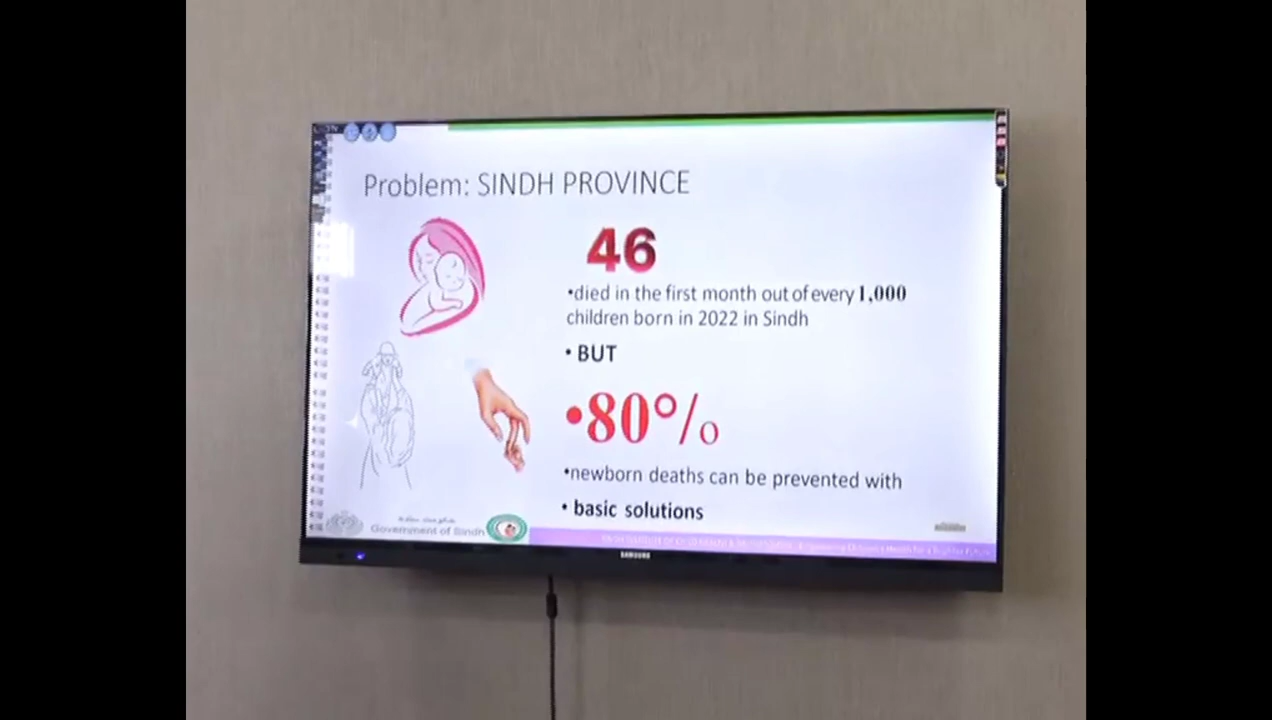 Problem: SINDH PROVINCE
46
•died in the first month out of every 1,000
children born in 2022 in Sindh
• BUT
•80%
•newborn deaths can be prevented with
• basic solutions
Government of Sindh
SAMSUNG